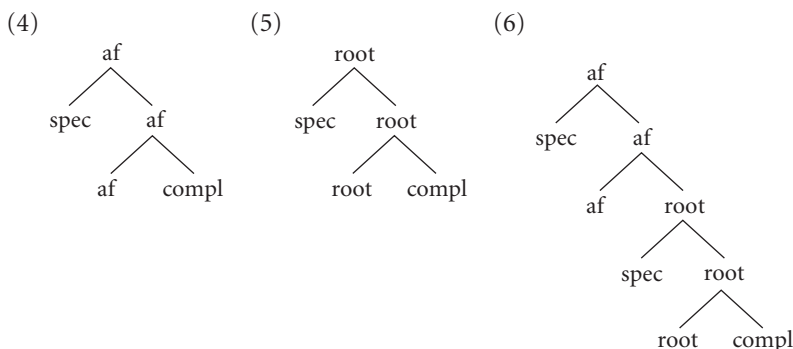 (4)
af
spec af
af compl
(5)
root
spec root
root compl
(6)
af
spec af
af root
spec root
root compl